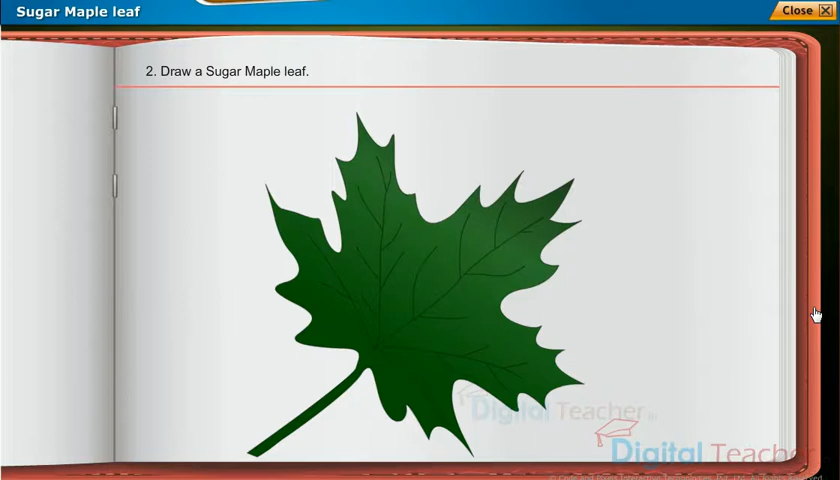 Sugar Maple leaf
Close
2. Draw a Sugar Maple leaf.
Digital Teacher
Digital Teacher